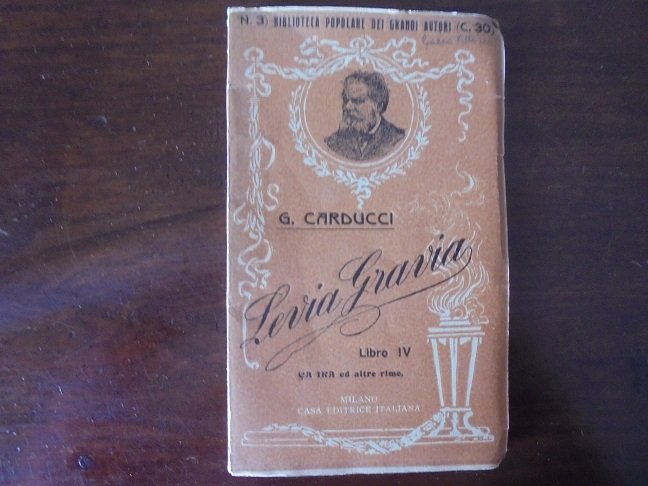 N. 3) BIBLIOTECA POPOLARE DEI GRANDI AUTORI (C. 30)
G. CARDUCCI
Levia Gravia
Libro IV
ÇA IRA ed altre rime.
MILANO
CASA EDITRICE ITALIANA